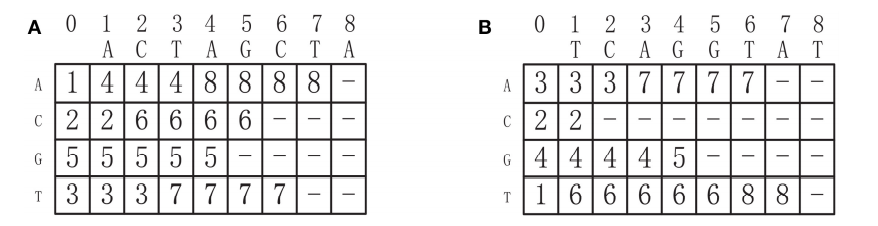 A
0 1 2 3 4 5 6 7 8
A C T A G C T A
A 1 4 4 4 8 8 8 8 –
C 2 2 6 6 6 6 – – –
G 5 5 5 5 5 – – – –
T 3 3 3 7 7 7 7 – –
B
0 1 2 3 4 5 6 7 8
T C A G G T A T
A 3 3 3 7 7 7 7 – –
C 2 2 – – – – – – –
G 4 4 4 4 5 – – – –
T 1 6 6 6 6 6 8 8 –